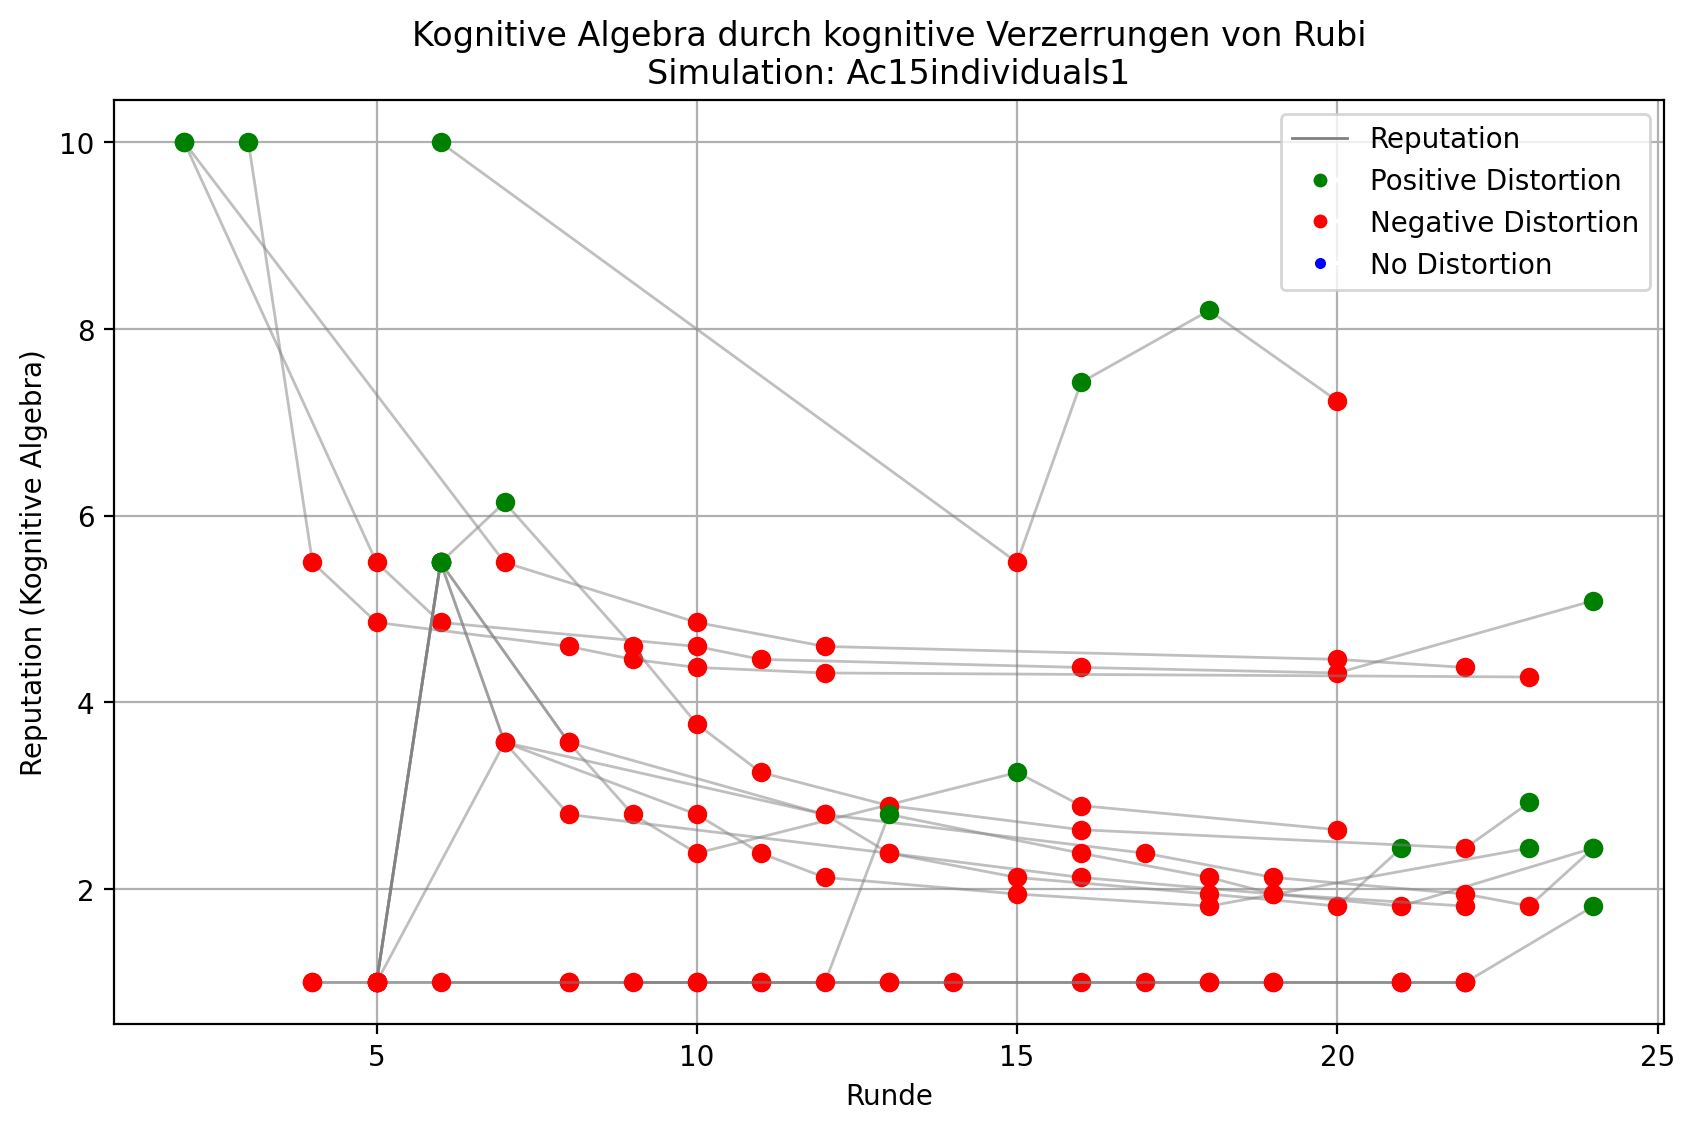 Kognitive Algebra durch kognitive Verzerrungen von Rubi
Simulation: Ac15individuals1
Reputation
Positive Distortion
Negative Distortion
No Distortion
Reputation (Kognitive Algebra)
10
8
6
4
2
5
10
15
20
25
Runde